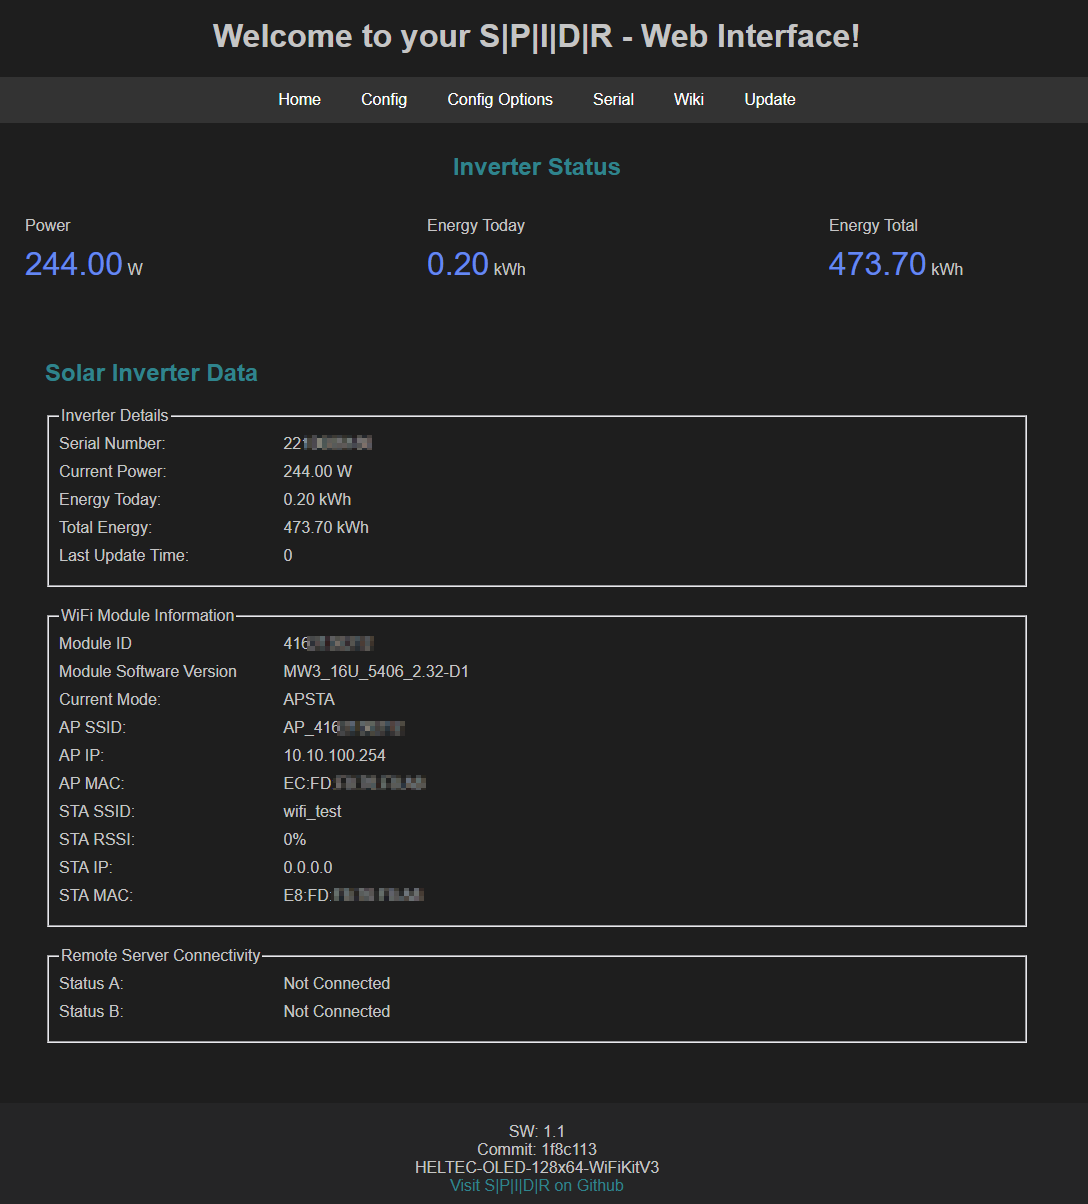 Welcome to your S|P|I||D|R - Web Interface!
Home Config Config Options Serial Wiki Update
Inverter Status
Power Energy Today Energy Total
244.00 W 0.20 kWh 473.70 kWh
Solar Inverter Data
Inverter Details
Serial Number: 221
Current Power: 244.00 W
Energy Today: 0.20 kWh
Total Energy: 473.70 kWh
Last Update Time: 0
WiFi Module Information
Module ID 416
Module Software Version MW3_16U_5406_2.32-D1
Current Mode: APSTA
AP SSID: AP_416
AP IP: 10.10.100.254
AP MAC: EC:FD:
STA SSID: wifi_test
STA RSSI: 0%
STA IP: 0.0.0.0
STA MAC: E8:FD:
Remote Server Connectivity
Status A: Not Connected
Status B: Not Connected
SW: 1.1
Commit: 1f8c113
HELTEC-OLED-128x64-WiFiKitV3
Visit S|P|I|D|R on Github